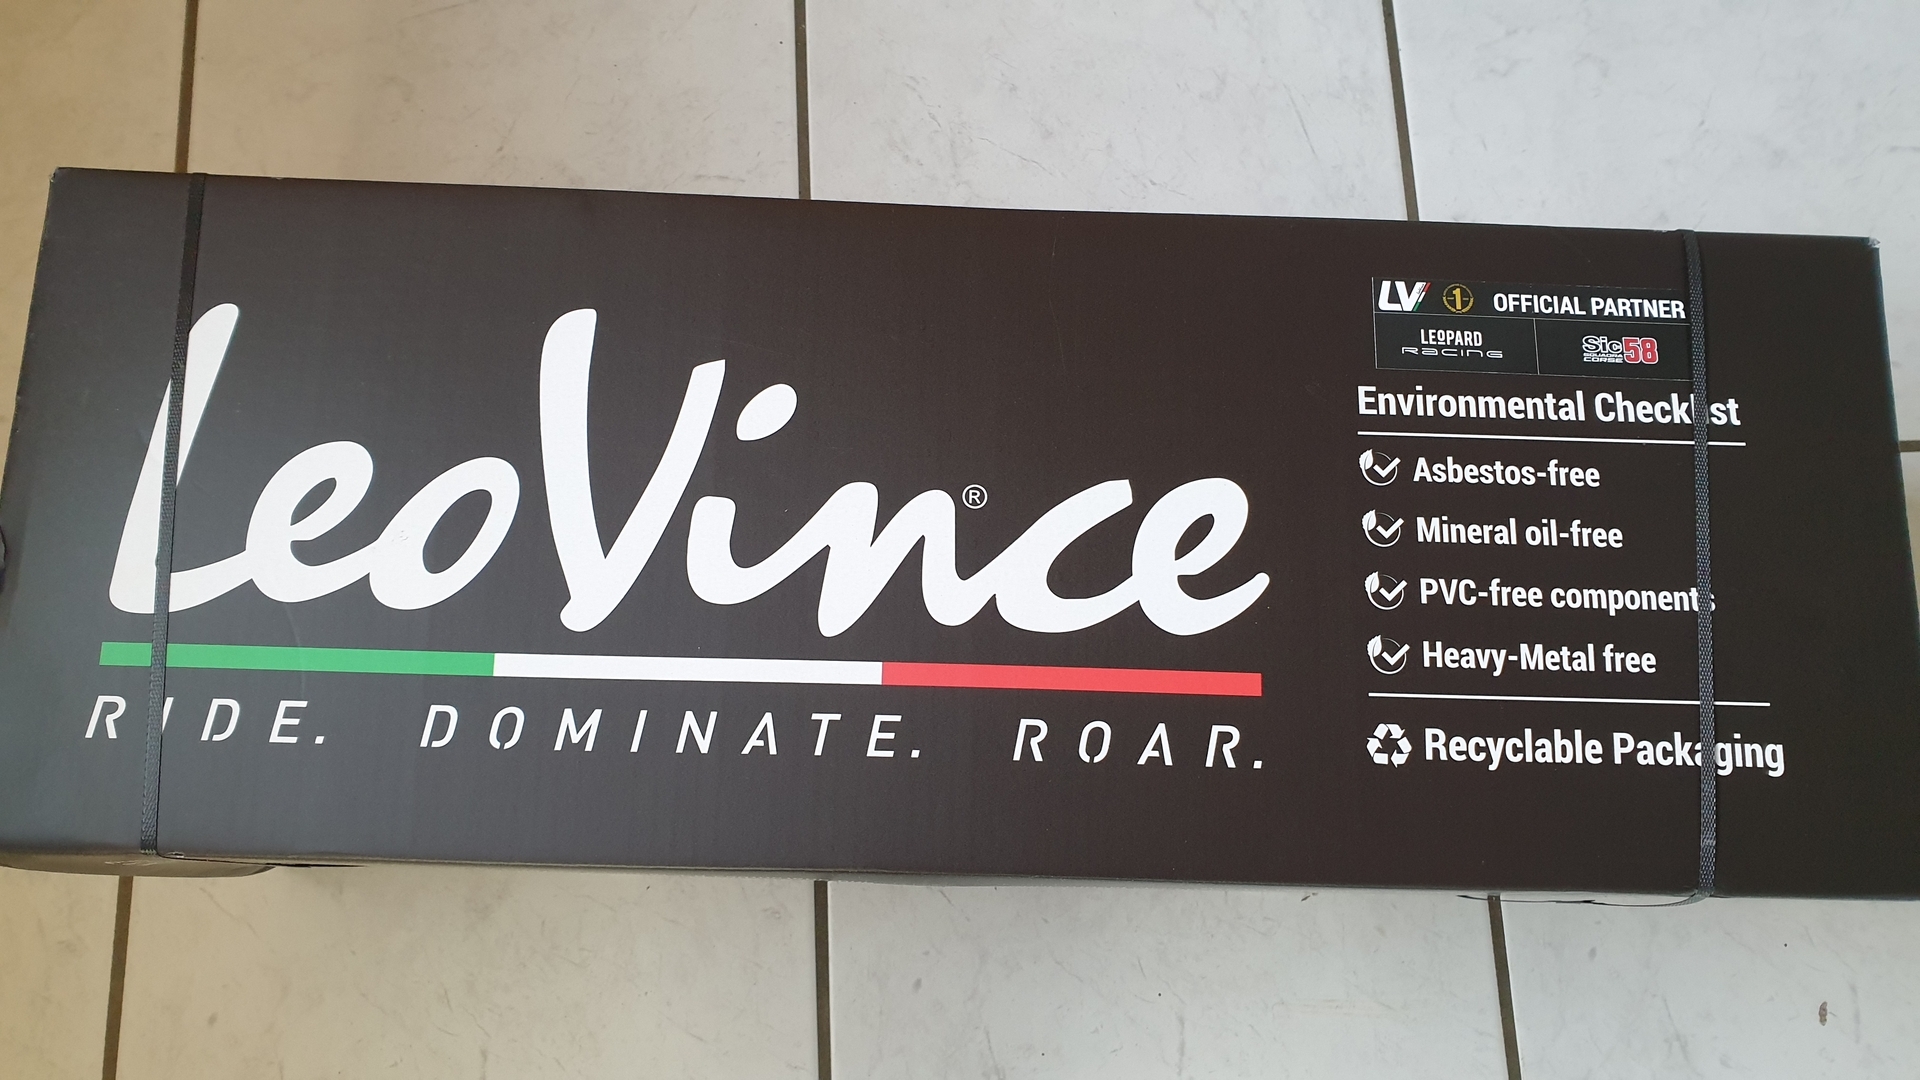 LeoVince®
RIDE. DOMINATE. ROAR.
LV 1 OFFICIAL PARTNER
LEOPARD
RACING
Sic58
SQUADRA
CORSE
Environmental Checklist
Asbestos-free
Mineral oil-free
PVC-free components
Heavy-Metal free
Recyclable Packaging